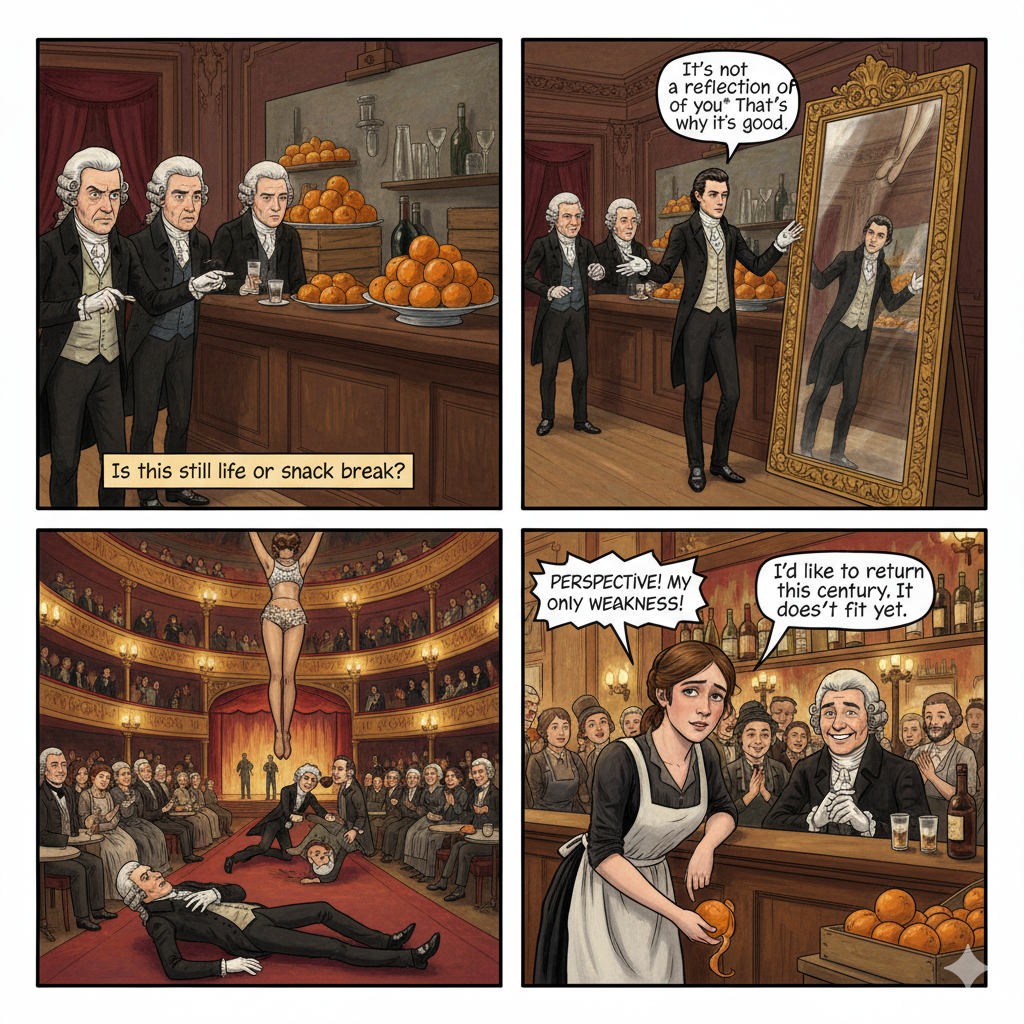 Is this still life or snack break?
It's not
a reflection of
of you* That's
why it's good.
PERSPECTIVE! MY
ONLY WEAKNESS!
I'd like to return
this century. It
does't fit yet.